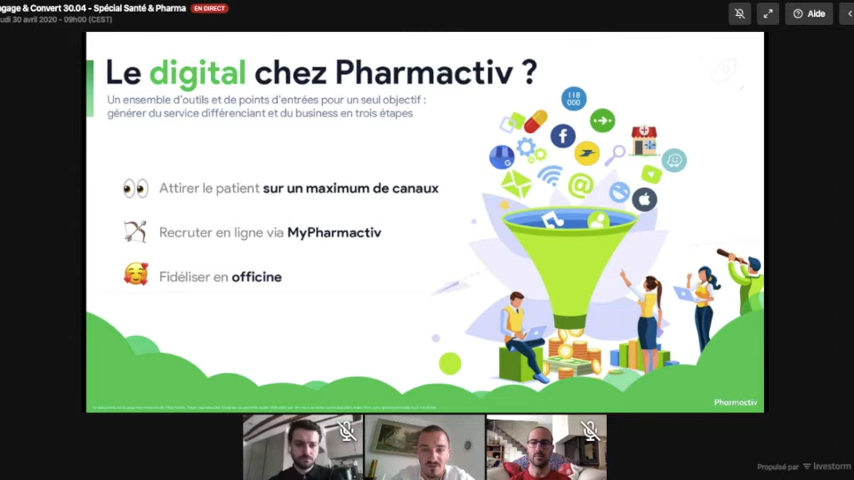 ngage & Convert 30.04 - Spécial Santé & Pharma EN DIRECT
udi 30 avril 2020 - 09h00 (CEST)
Aide
Le digital chez Pharmactiv ?
Un ensemble d'outils et de points d'entrées pour un seul objectif :
générer du service différenciant et du business en trois étapes
118
000
Attirer le patient sur un maximum de canaux
Recruter en ligne via MyPharmactiv
Fidéliser en officine
Pharmactiv
Propulsé par livestorm